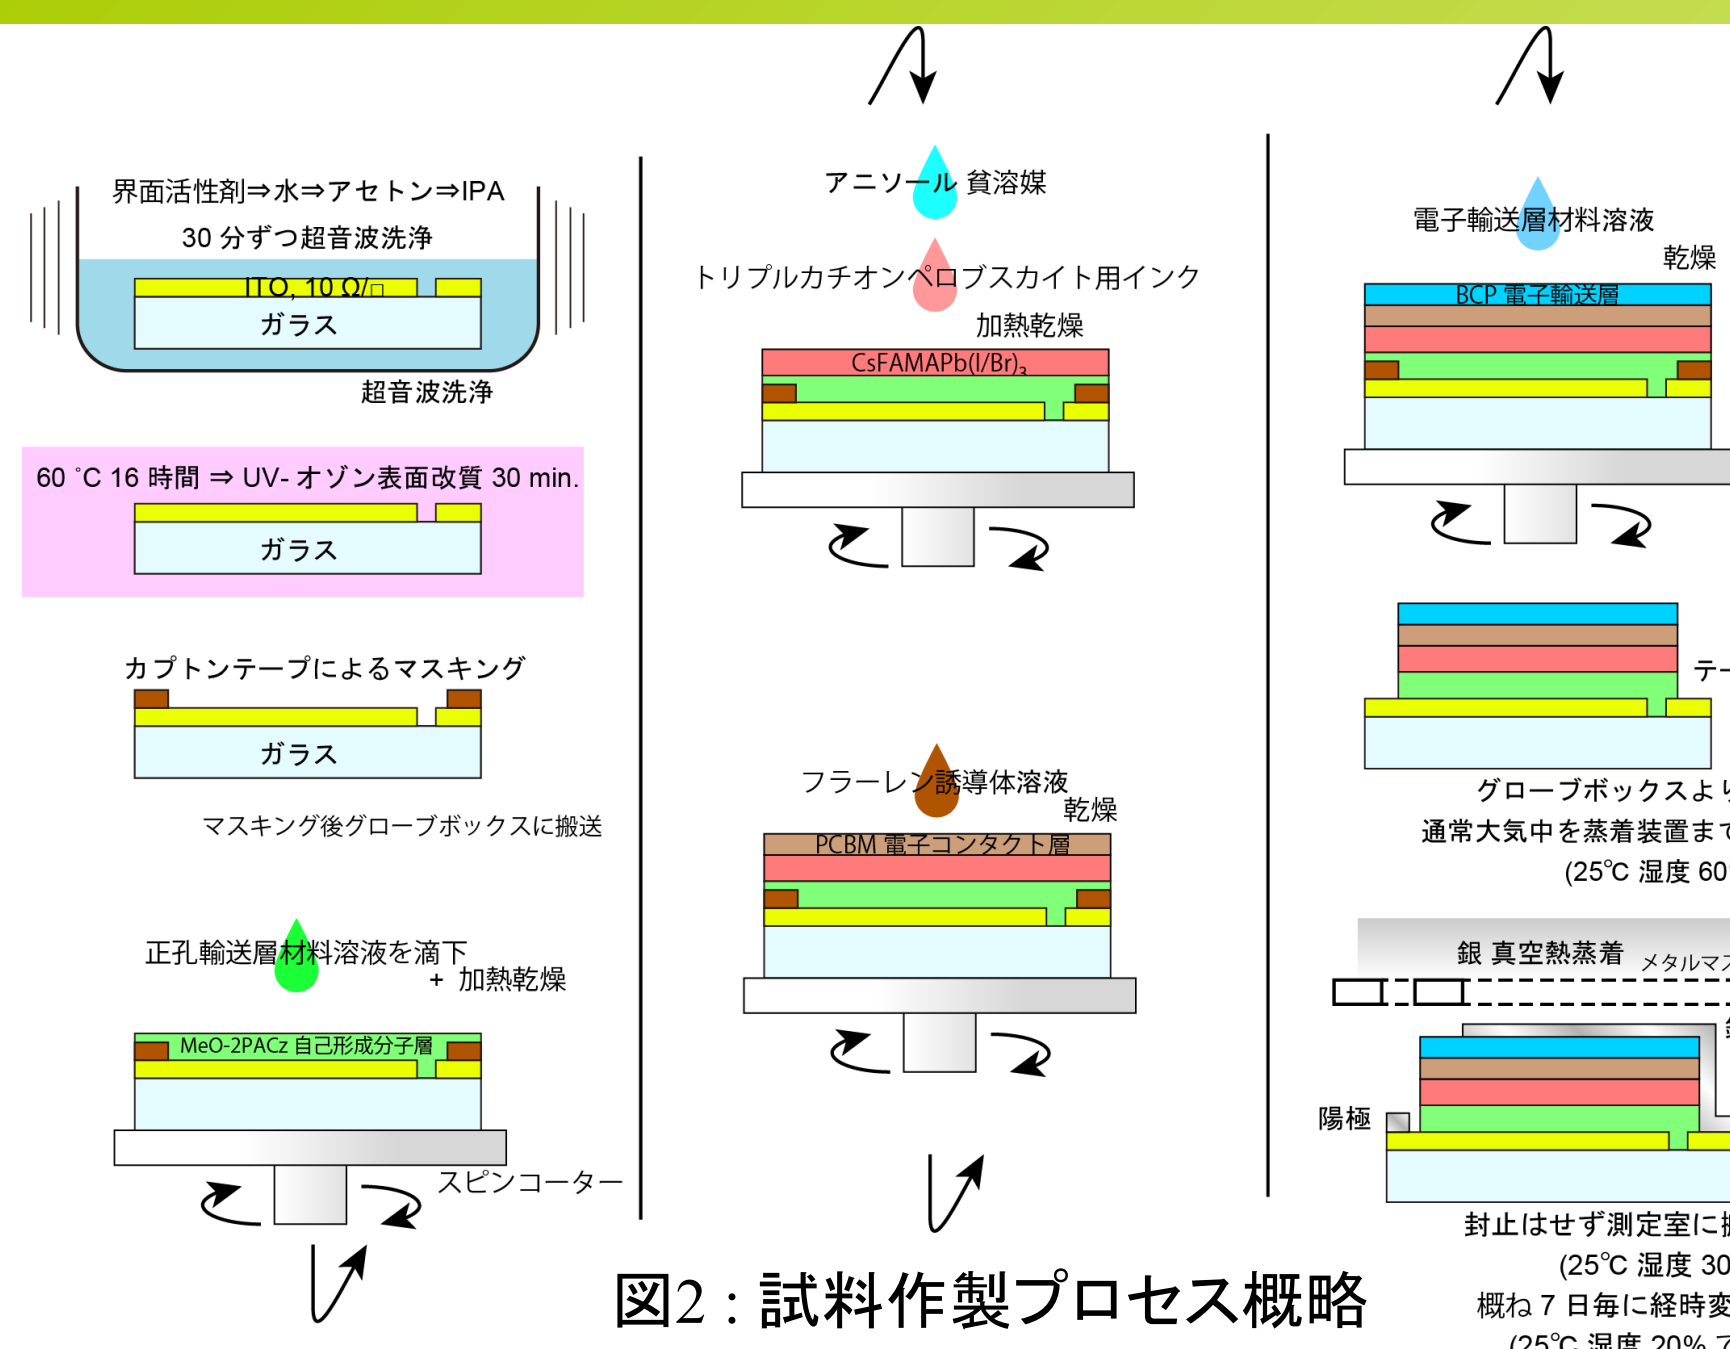 界面活性剤⇒水⇒アセトン⇒IPA
30 分ずつ超音波洗浄
ITO, 10 Ω/□
ガラス
超音波洗浄
60 ℃ 16 時間 ⇒ UV- オゾン表面改質 30 min.
ガラス
カプトンテープによるマスキング
ガラス
マスキング後グローブボックスに搬送
正孔輸送層材料溶液を滴下
+ 加熱乾燥
MeO-2PACz 自己形成分子層
スピンコーター
アニソール 貧溶媒
トリプルカチオンペロブスカイト用インク
加熱乾燥
CsFAMAPb(I/Br)₃
フラーレン誘導体溶液
乾燥
PCBM 電子コンタクト層
電子輸送層材料溶液
乾燥
BCP 電子輸送層
テー
グローブボックスよ
通常大気中を蒸着装置ま
(25℃ 湿度 60
銀 真空熱蒸着
メタルマス
陽極
封止はせず測定室に
(25℃ 湿度 30
概ね 7 日毎に経時変
(25℃ 湿度 20%
図2 : 試料作製プロセス概略